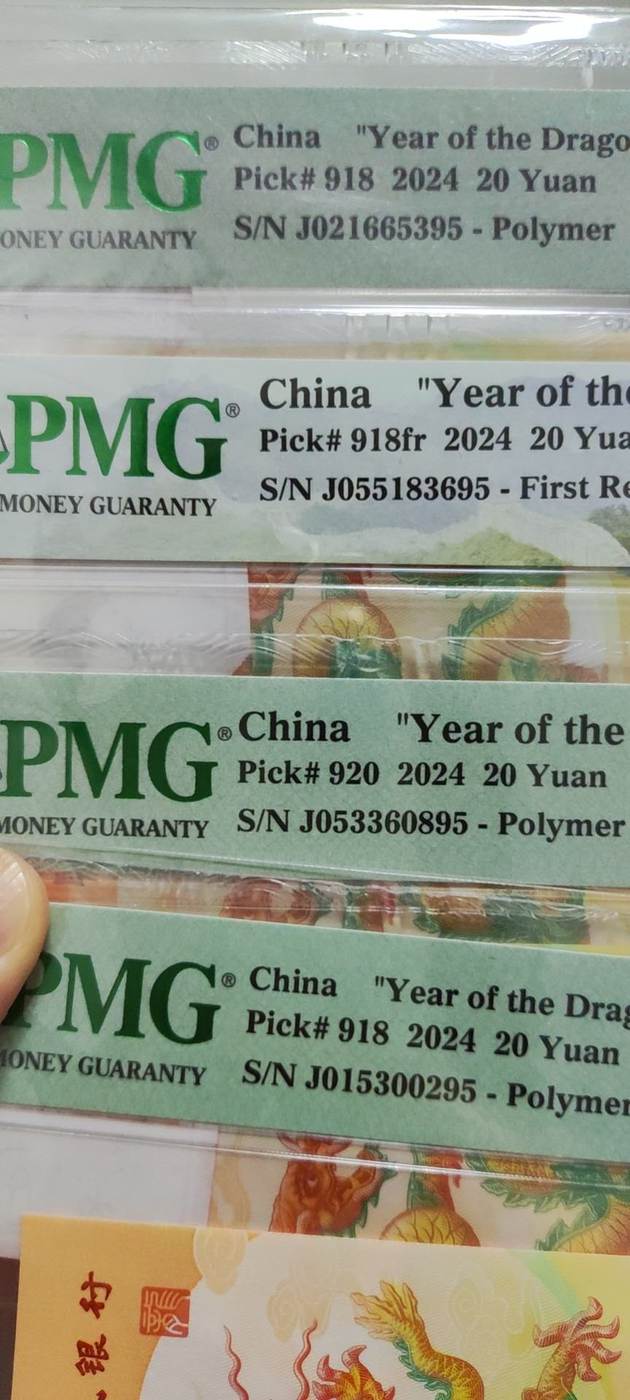 PMG®
China "Year of the Drago
Pick# 918 2024 20 Yuan
ONEY GUARANTY
S/N J021665395 - Polymer
PMG®
China "Year of the
Pick# 918fr 2024 20 Yua
MONEY GUARANTY
S/N J055183695 - First Re
PMG®
China "Year of the
Pick# 920 2024 20 Yuan
MONEY GUARANTY
S/N J053360895 - Polymer
PMG®
China "Year of the Drag
Pick# 918 2024 20 Yuan
MONEY GUARANTY
S/N J015300295 - Polymer
银行